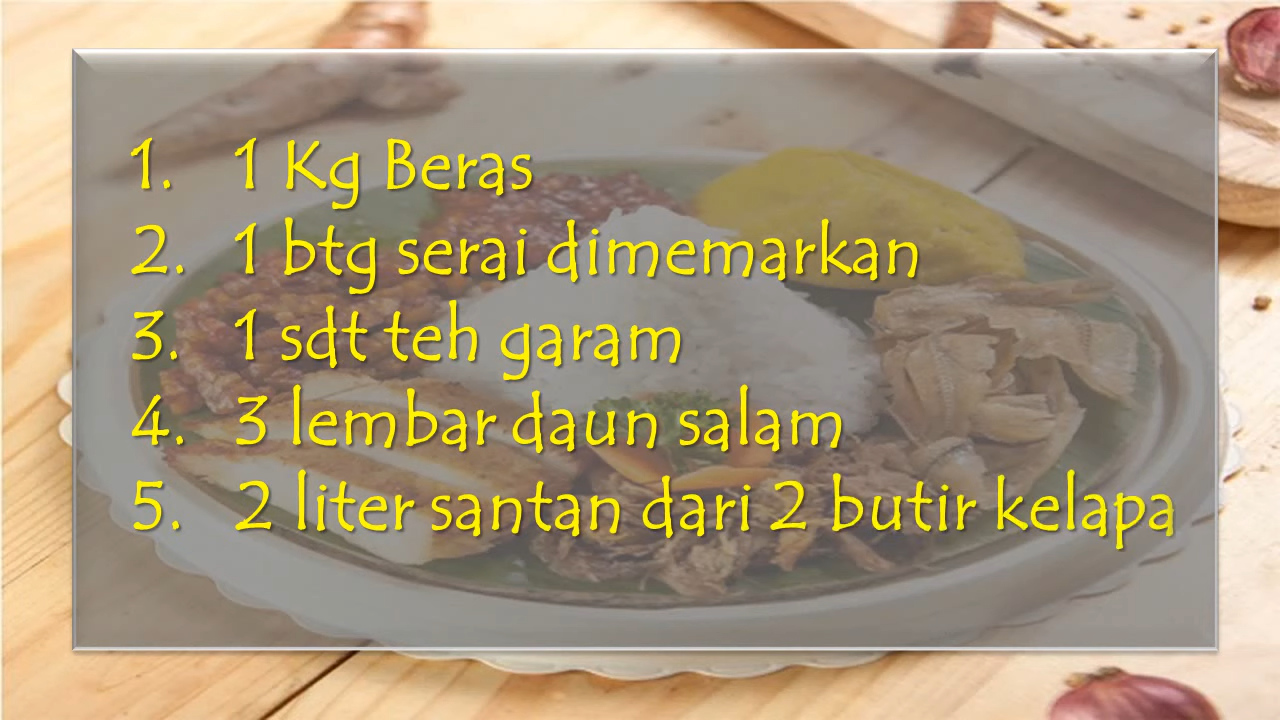 1. 1 Kg Beras
2. 1 btg serai dimemarkan
3. 1 sdt teh garam
4. 3 lembar daun salam
5. 2 liter santan dari 2 butir kelapa